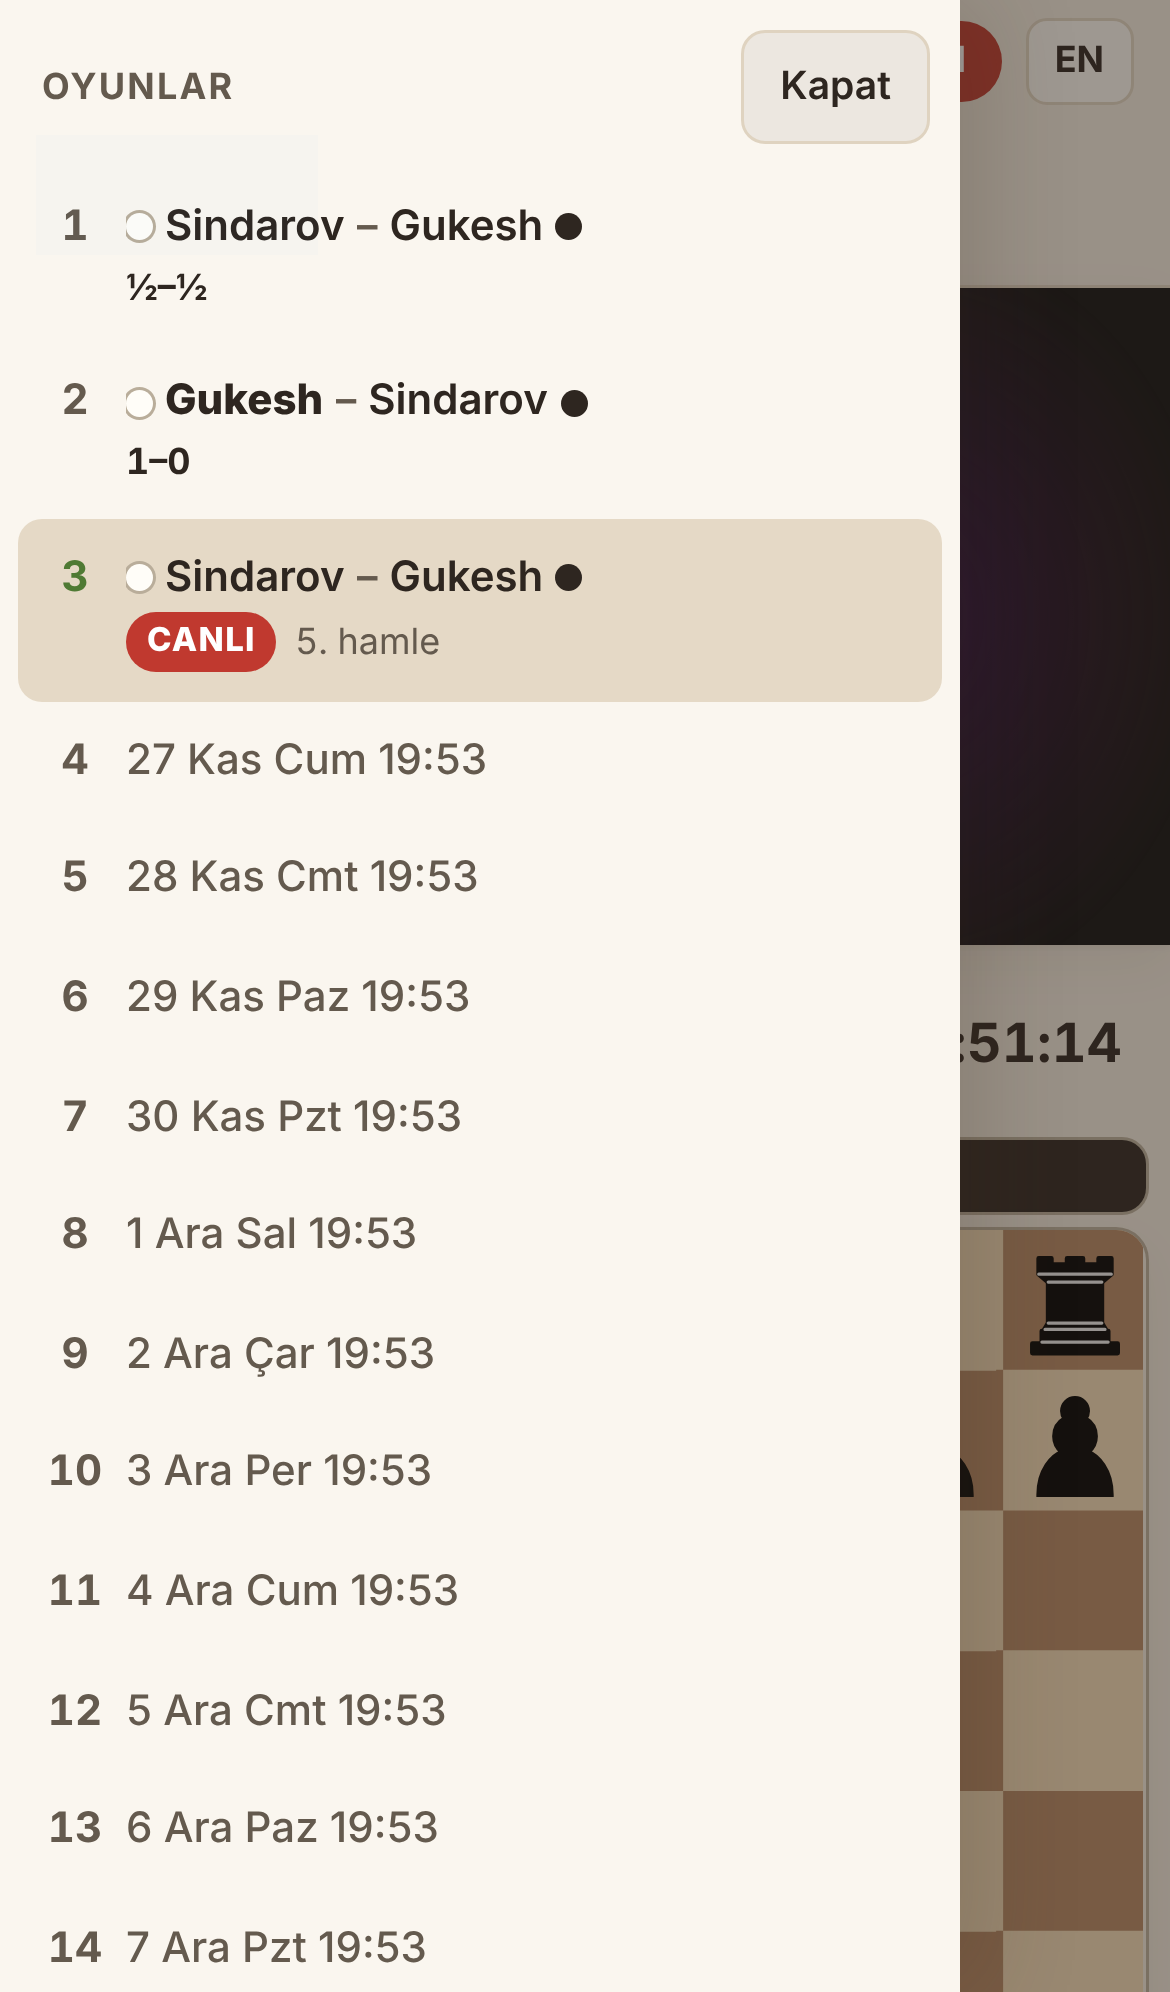 OYUNLAR
Kapat
EN
1 Sindarov – Gukesh
½–½
2 Gukesh – Sindarov
1–0
3 Sindarov – Gukesh
CANLI 5. hamle
4 27 Kas Cum 19:53
5 28 Kas Cmt 19:53
6 29 Kas Paz 19:53
:51:14
7 30 Kas Pzt 19:53
8 1 Ara Sal 19:53
9 2 Ara Çar 19:53
10 3 Ara Per 19:53
11 4 Ara Cum 19:53
12 5 Ara Cmt 19:53
13 6 Ara Paz 19:53
14 7 Ara Pzt 19:53